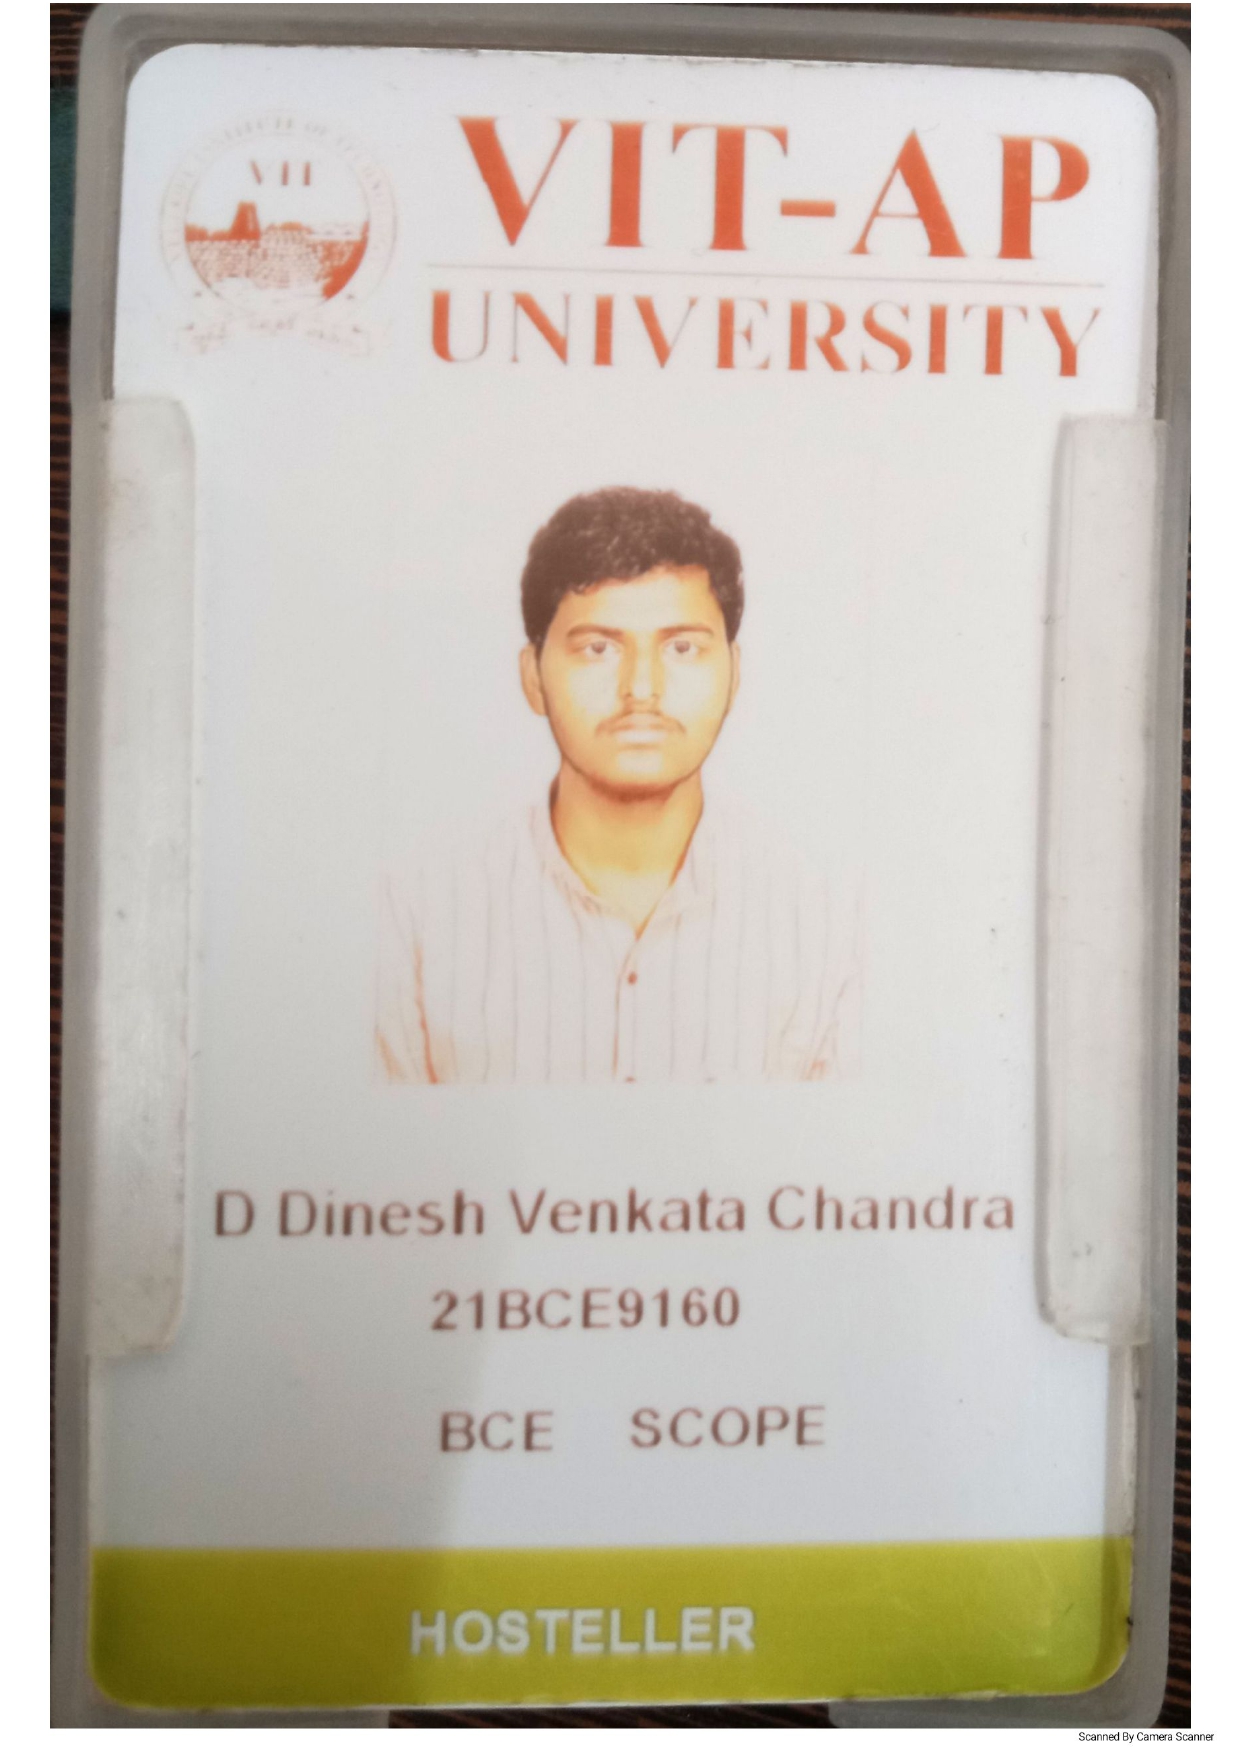 VIT
VIT-AP
UNIVERSITY
D Dinesh Venkata Chandra
21BCE9160
BCE SCOPE
HOSTELLER
Scanned By Camera Scanner